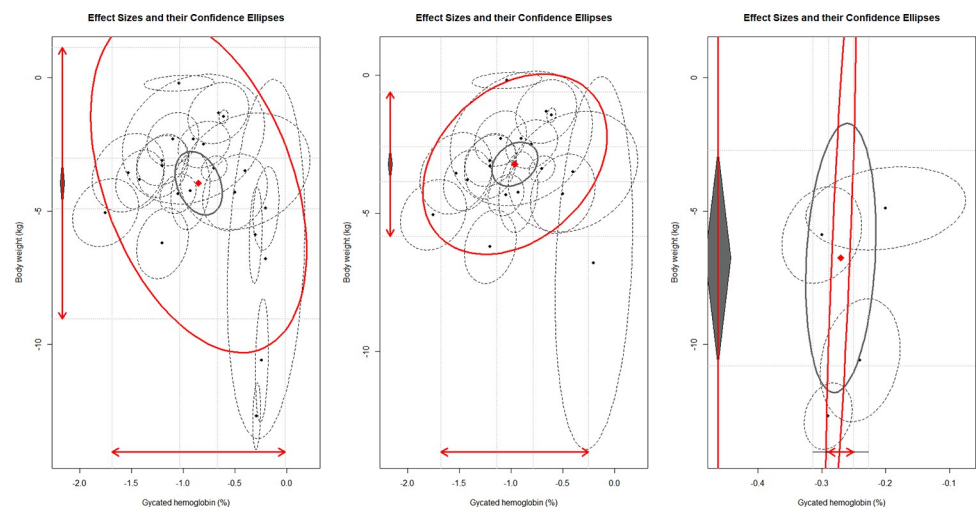 Effect Sizes and their Confidence Ellipses
Effect Sizes and their Confidence Ellipses
Effect Sizes and their Confidence Ellipses
0
-5
-10
Body weight (kg)
-2.0 -1.5 -1.0 -0.5 0.0
Gycated hemoglobin (%)
0
-5
-10
Body weight (kg)
-2.0 -1.5 -1.0 -0.5 0.0
Gycated hemoglobin (%)
0
-5
-10
Body weight (kg)
-0.4 -0.3 -0.2 -0.1
Gycated hemoglobin (%)